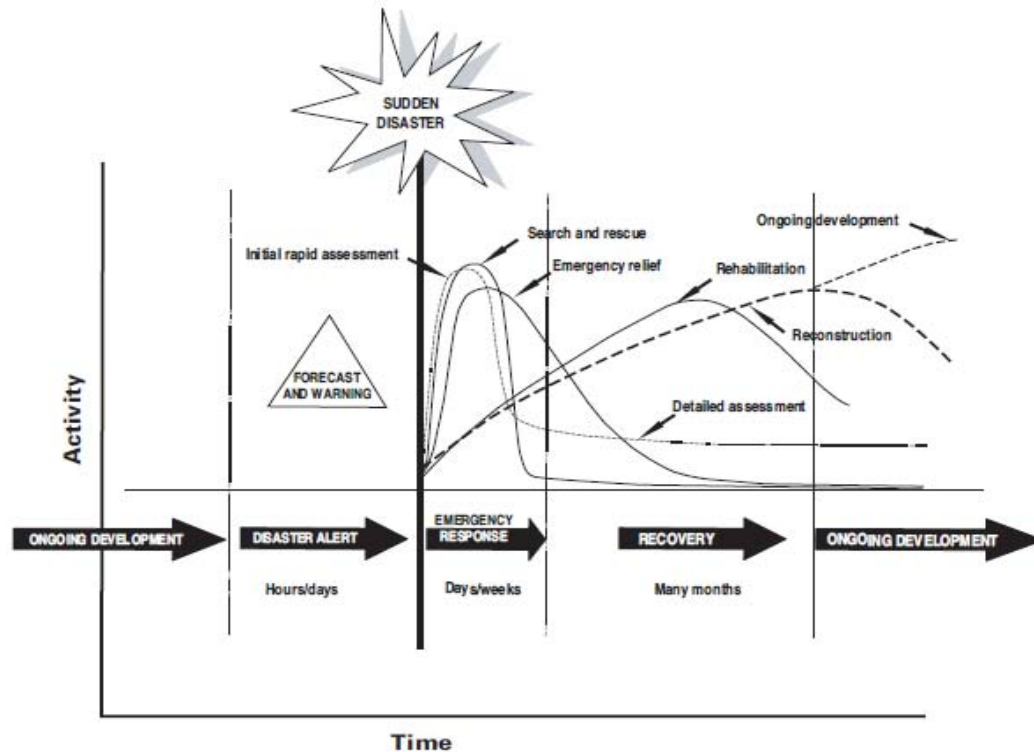 SUDDEN
DISASTER
Ongoing development
Search and rescue
Initial rapid assessment
Emergency relief
Rehabilitation
Reconstruction
FORECAST
AND WARNING
Detailed assessment
Activity
ONGOING DEVELOPMENT
DISASTER ALERT
EMERGENCY
RESPONSE
RECOVERY
ONGOING DEVELOPMENT
Hours/days
Days/weeks
Many months
Time